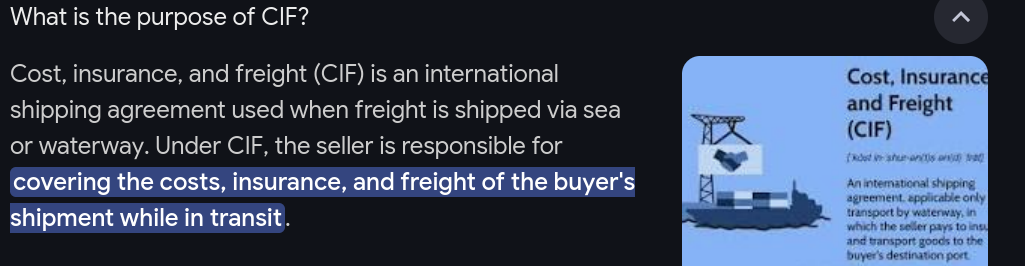 What is the purpose of CIF?
Cost, insurance, and freight (CIF) is an international
shipping agreement used when freight is shipped via sea
or waterway. Under CIF, the seller is responsible for
covering the costs, insurance, and freight of the buyer's
shipment while in transit.
Cost, Insurance
and Freight
(CIF)
An international shipping
agreement, applicable only
transport by waterway, in
which the seller pays to insu
and transport goods to the
buyer's destination port.